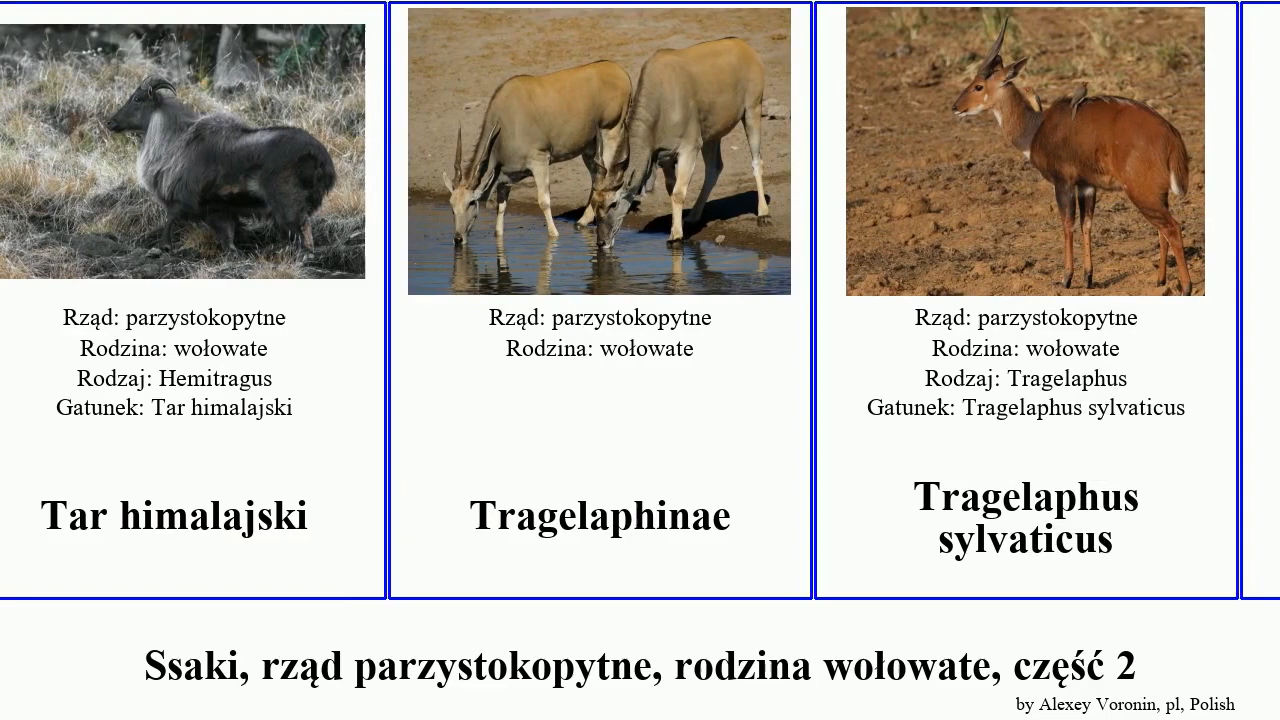 Rząd: parzystokopytne
Rodzina: wołowate
Rodzaj: Hemitragus
Gatunek: Tar himalajski
Tar himalajski
Rząd: parzystokopytne
Rodzina: wołowate
Tragelaphinae
Rząd: parzystokopytne
Rodzina: wołowate
Rodzaj: Tragelaphus
Gatunek: Tragelaphus sylvaticus
Tragelaphus
sylvaticus
Ssaki, rząd parzystokopytne, rodzina wołowate, część 2
by Alexey Voronin, pl, Polish